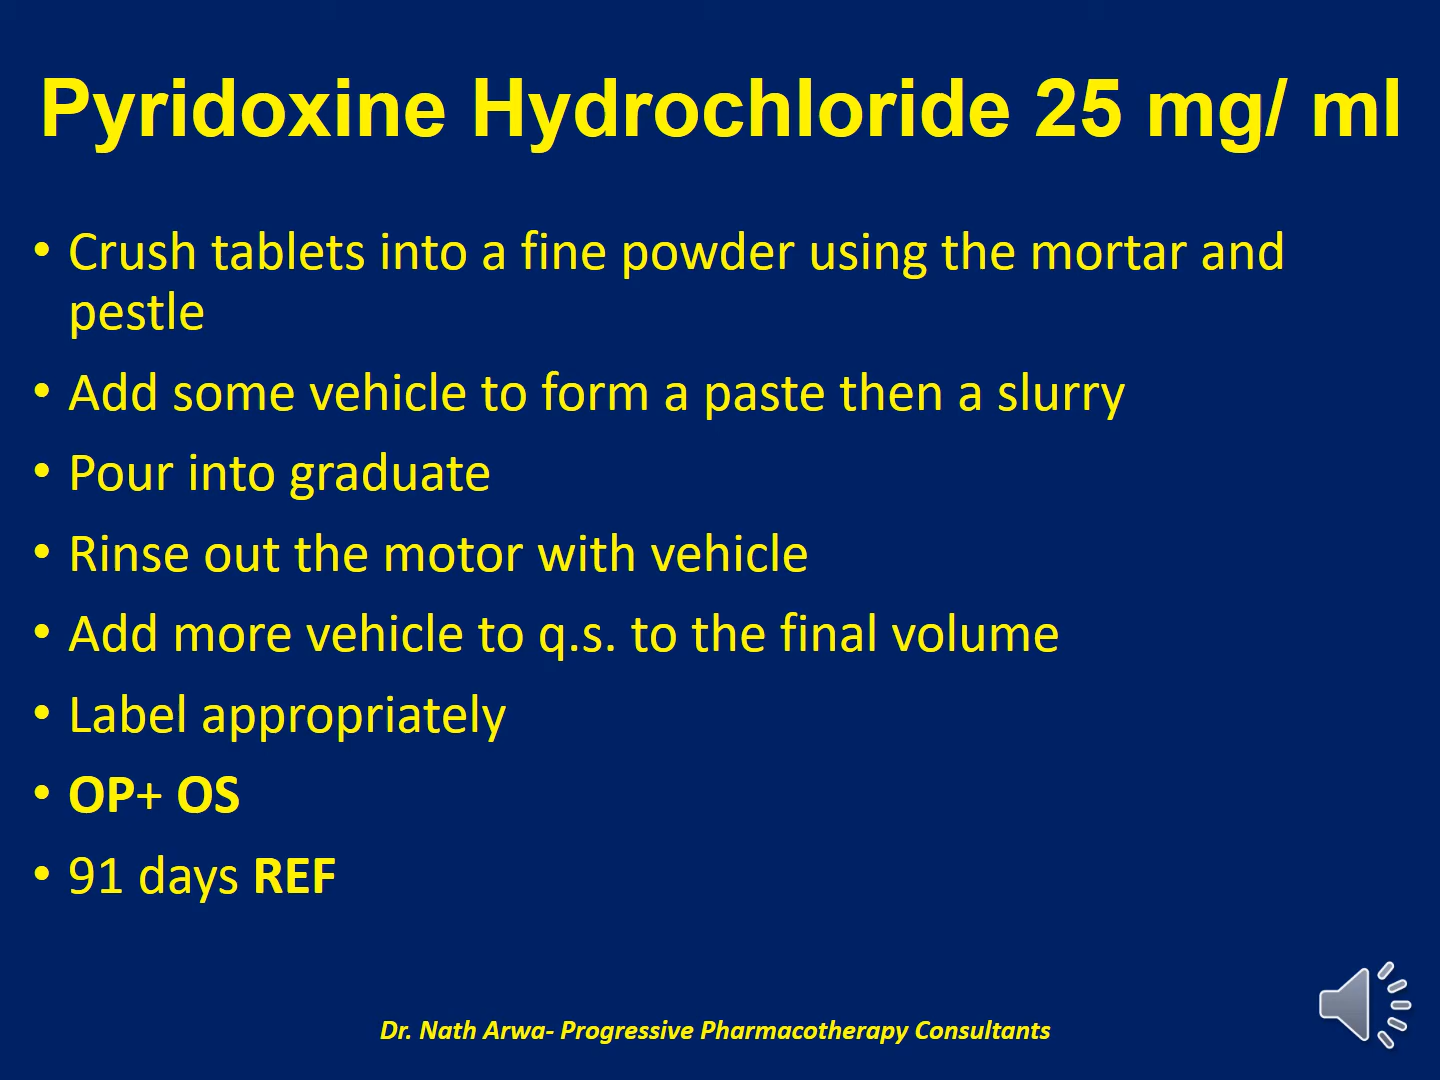 Pyridoxine Hydrochloride 25 mg/ ml
• Crush tablets into a fine powder using the mortar and
pestle
• Add some vehicle to form a paste then a slurry
• Pour into graduate
• Rinse out the motor with vehicle
• Add more vehicle to q.s. to the final volume
• Label appropriately
• OP+ OS
• 91 days REF
Dr. Nath Arwa- Progressive Pharmacotherapy Consultants